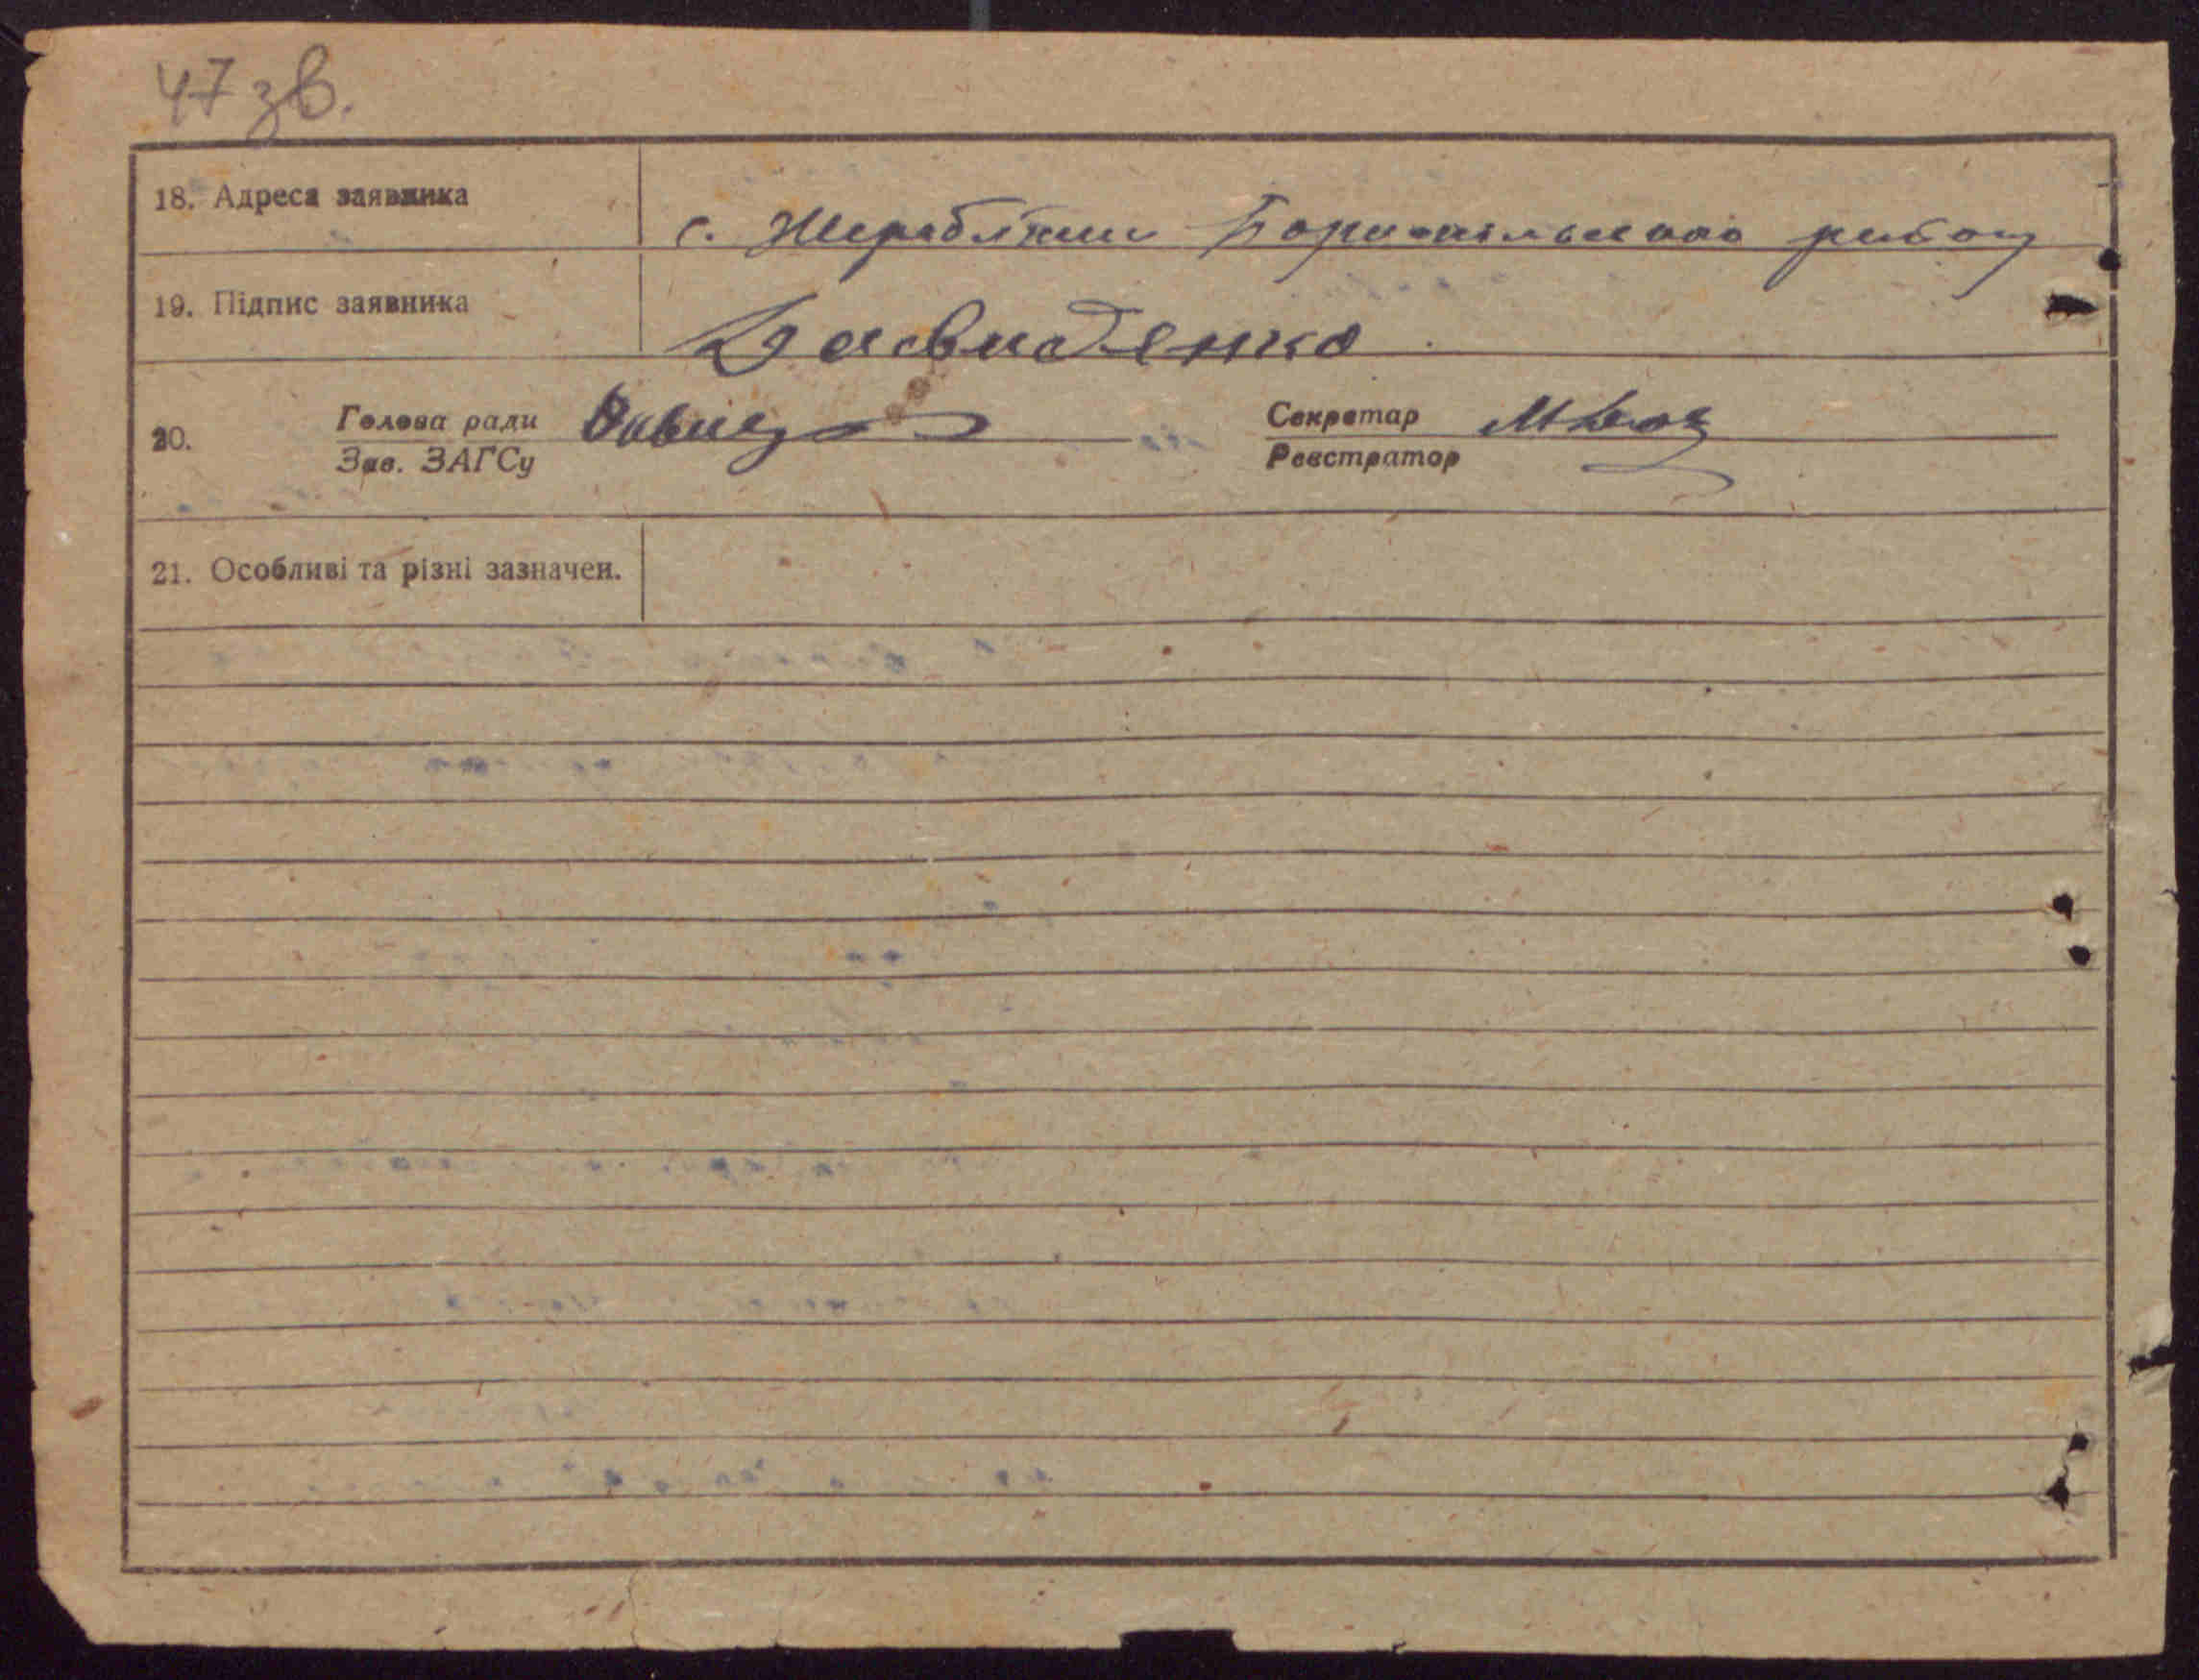 47 зв.
18. Адреса заявника
с. Жеребятин Бориспільського району
19. Підпис заявника
Давиденко
20. Голова ради Секретар
Зав. ЗАГСу Реєстратор
21. Особливі та різні зазначен.